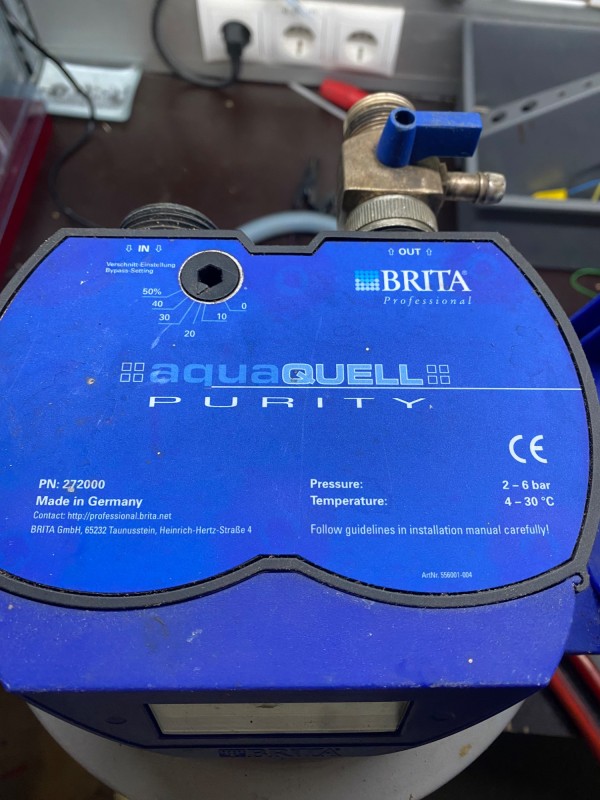 ⇩ IN ⇩
⇧ OUT ⇧
Verschnitt-Einstellung
Bypass-Setting
50%
40
30
20
10
0
BRITA®
Professional
aquaQUELL
PURITY
CE
PN: 272000
Made in Germany
Contact: http://professional.brita.net
BRITA GmbH, 65232 Taunusstein, Heinrich-Hertz-Straße 4
Pressure: 2 – 6 bar
Temperature: 4 – 30 °C
Follow guidelines in installation manual carefully!
ArtNr. 556001-004
BRITA